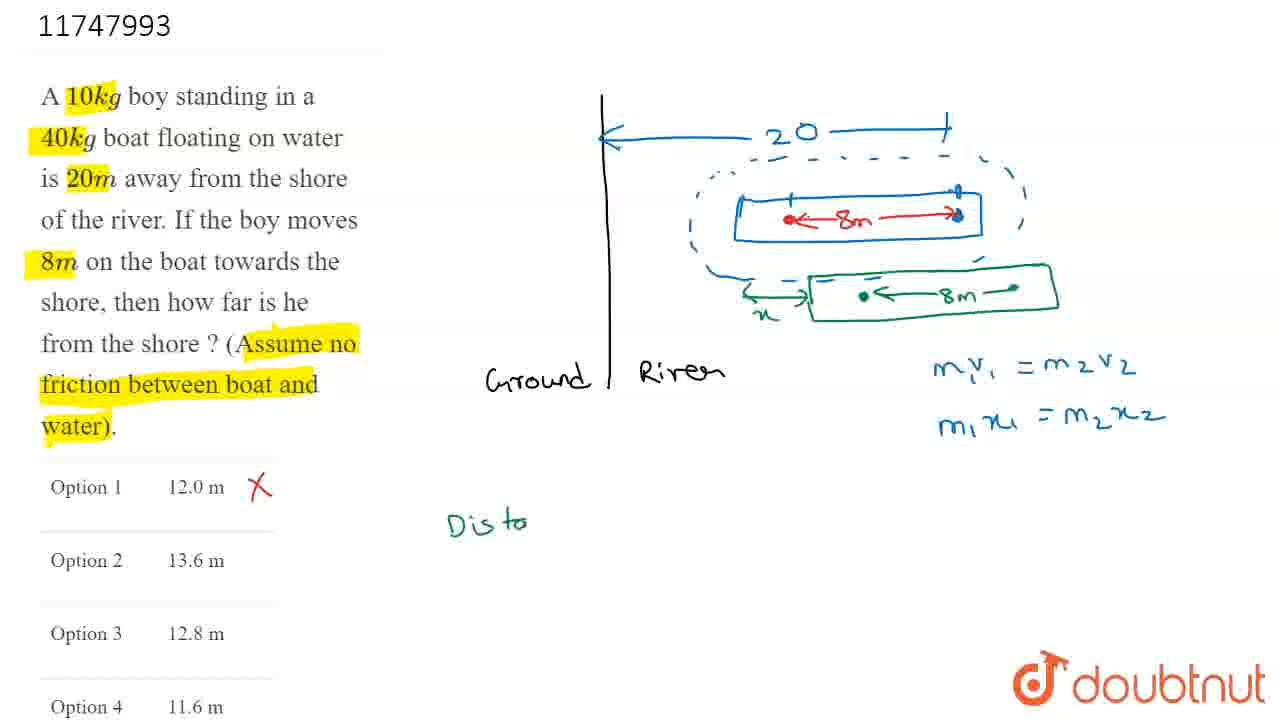 11747993
A 10kg boy standing in a
40kg boat floating on water
is 20m away from the shore
of the river. If the boy moves
8m on the boat towards the
shore, then how far is he
from the shore ? (Assume no
friction between boat and
water).
Option 1 12.0 m X
Option 2 13.6 m
Option 3 12.8 m
Option 4 11.6 m
20
8m
8m
x
Ground River
m₁v₁ = m₂v₂
m₁x₁ = m₂x₂
Dista
doubtnut